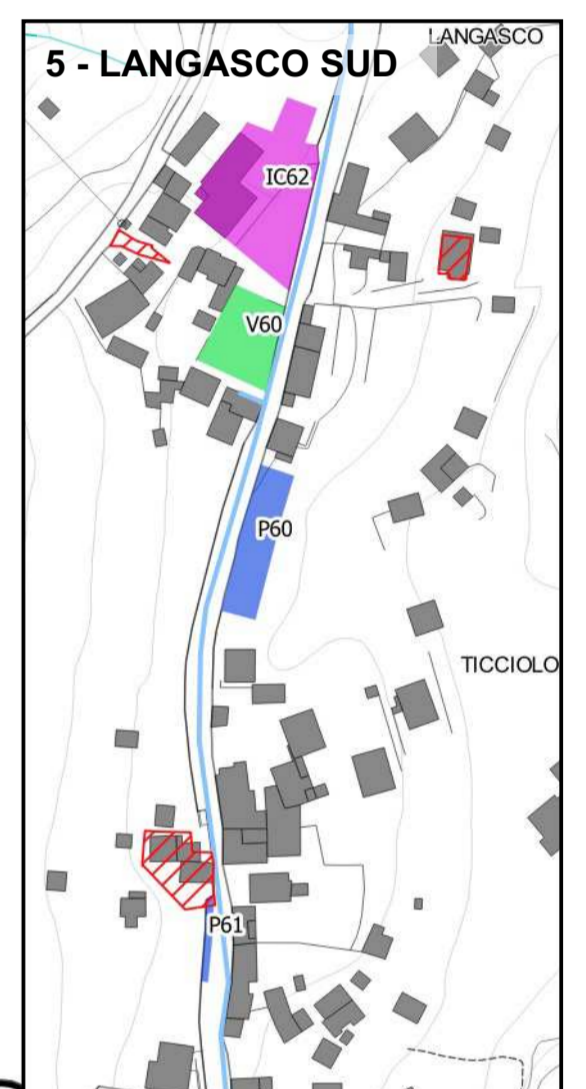 LANGASCO
5 - LANGASCO SUD
IC62
V60
P60
TICCIOLO
P61